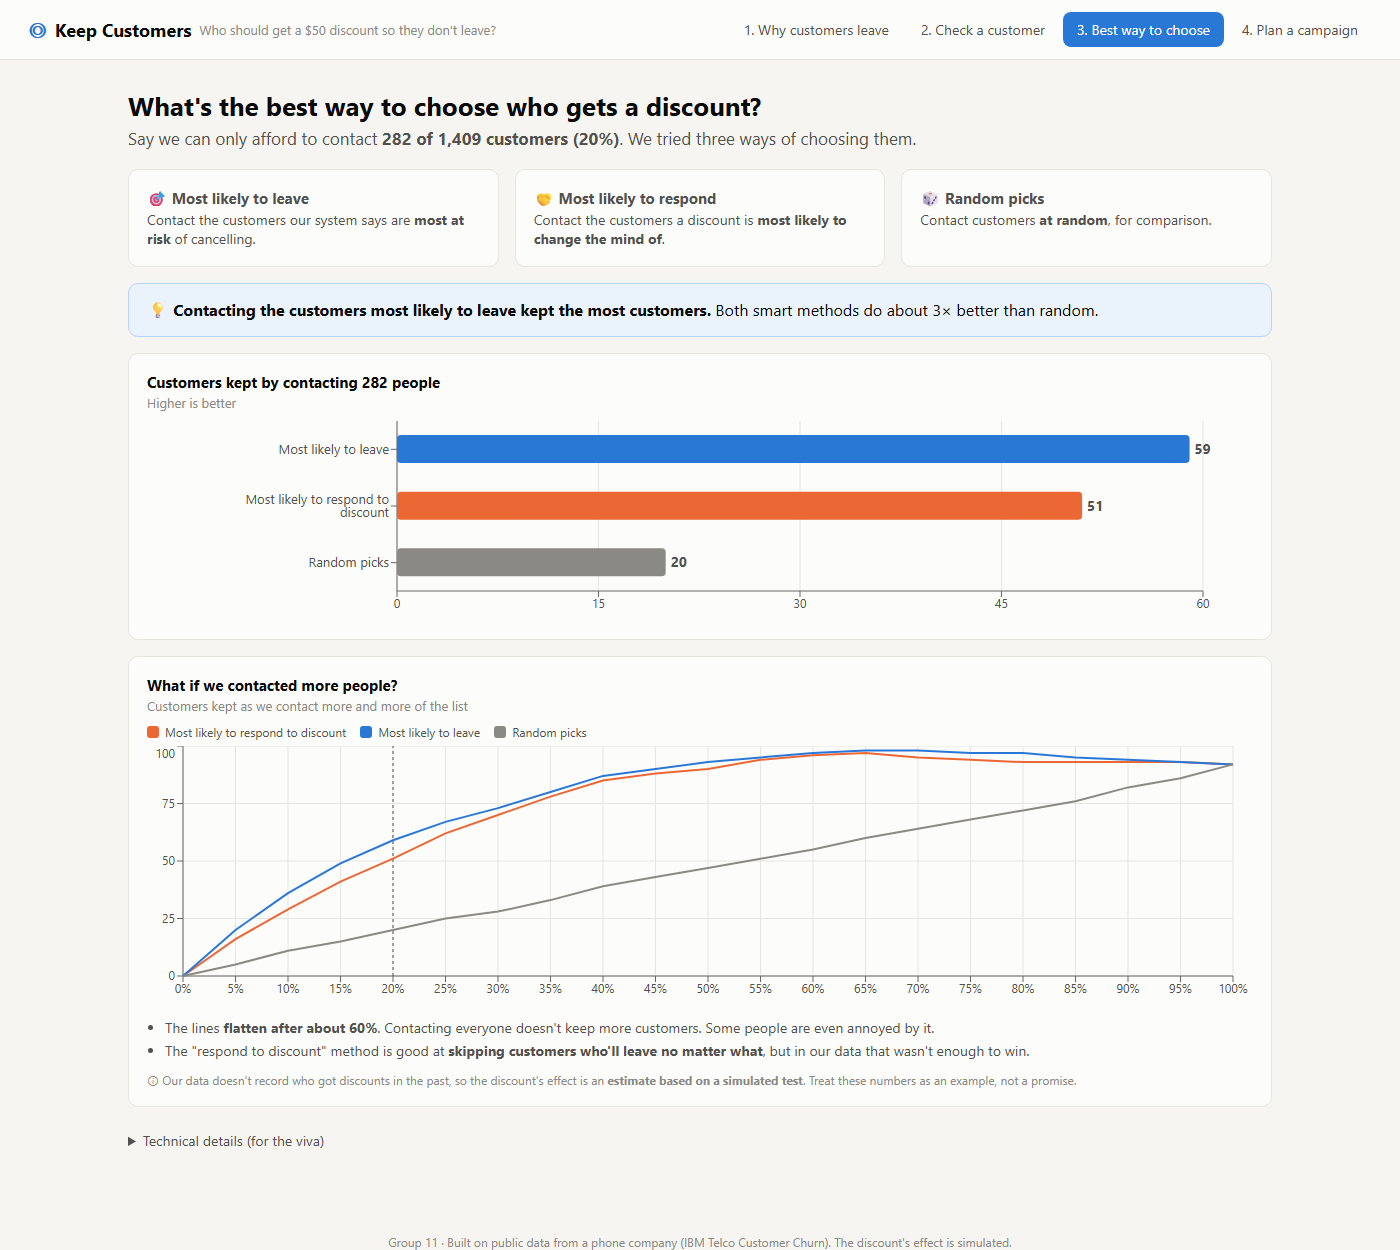 Keep Customers Who should get a $50 discount so they don't leave?
1. Why customers leave
2. Check a customer
3. Best way to choose
4. Plan a campaign
What's the best way to choose who gets a discount?
Say we can only afford to contact 282 of 1,409 customers (20%). We tried three ways of choosing them.
Most likely to leave
Contact the customers our system says are most at
risk of cancelling.
Most likely to respond
Contact the customers a discount is most likely to
change the mind of.
Random picks
Contact customers at random, for comparison.
Contacting the customers most likely to leave kept the most customers. Both smart methods do about 3× better than random.
Customers kept by contacting 282 people
Higher is better
Most likely to leave
59
Most likely to respond to
discount
51
Random picks
20
0 15 30 45 60
What if we contacted more people?
Customers kept as we contact more and more of the list
Most likely to respond to discount
Most likely to leave
Random picks
100
75
50
25
0
0% 5% 10% 15% 20% 25% 30% 35% 40% 45% 50% 55% 60% 65% 70% 75% 80% 85% 90% 95% 100%
• The lines flatten after about 60%. Contacting everyone doesn't keep more customers. Some people are even annoyed by it.
• The "respond to discount" method is good at skipping customers who'll leave no matter what, but in our data that wasn't enough to win.
ⓘ Our data doesn't record who got discounts in the past, so the discount's effect is an estimate based on a simulated test. Treat these numbers as an example, not a promise.
▶ Technical details (for the viva)
Group 11 · Built on public data from a phone company (IBM Telco Customer Churn). The discount's effect is simulated.